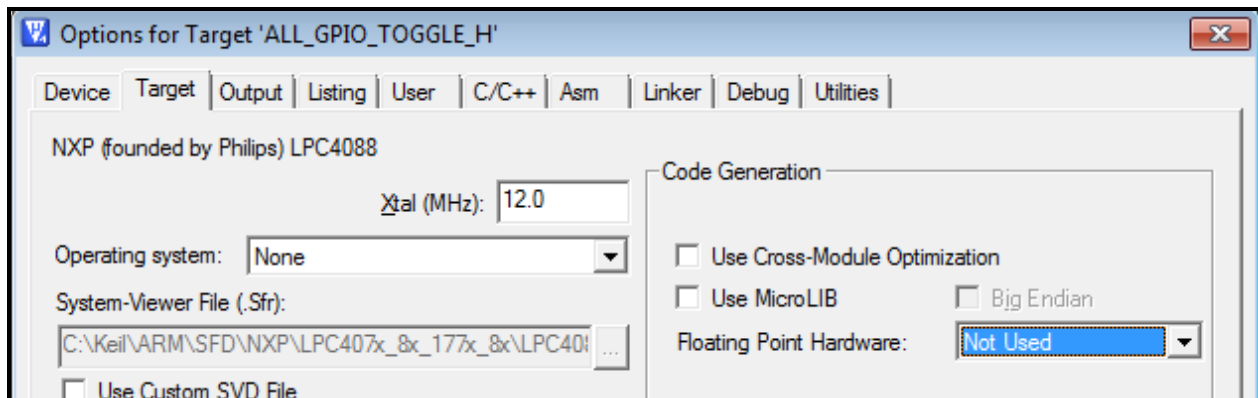 Options for Target 'ALL_GPIO_TOGGLE_H'
Device Target Output Listing User C/C++ Asm Linker Debug Utilities
NXP (founded by Philips) LPC4088
Xtal (MHz): 12.0
Operating system: None
System-Viewer File (.Sfr):
C:\Keil\ARM\SFD\NXP\LPC407x_8x_177x_8x\LPC408 ...
Use Custom SVD File
Code Generation
Use Cross-Module Optimization
Use MicroLIB Big Endian
Floating Point Hardware: Not Used